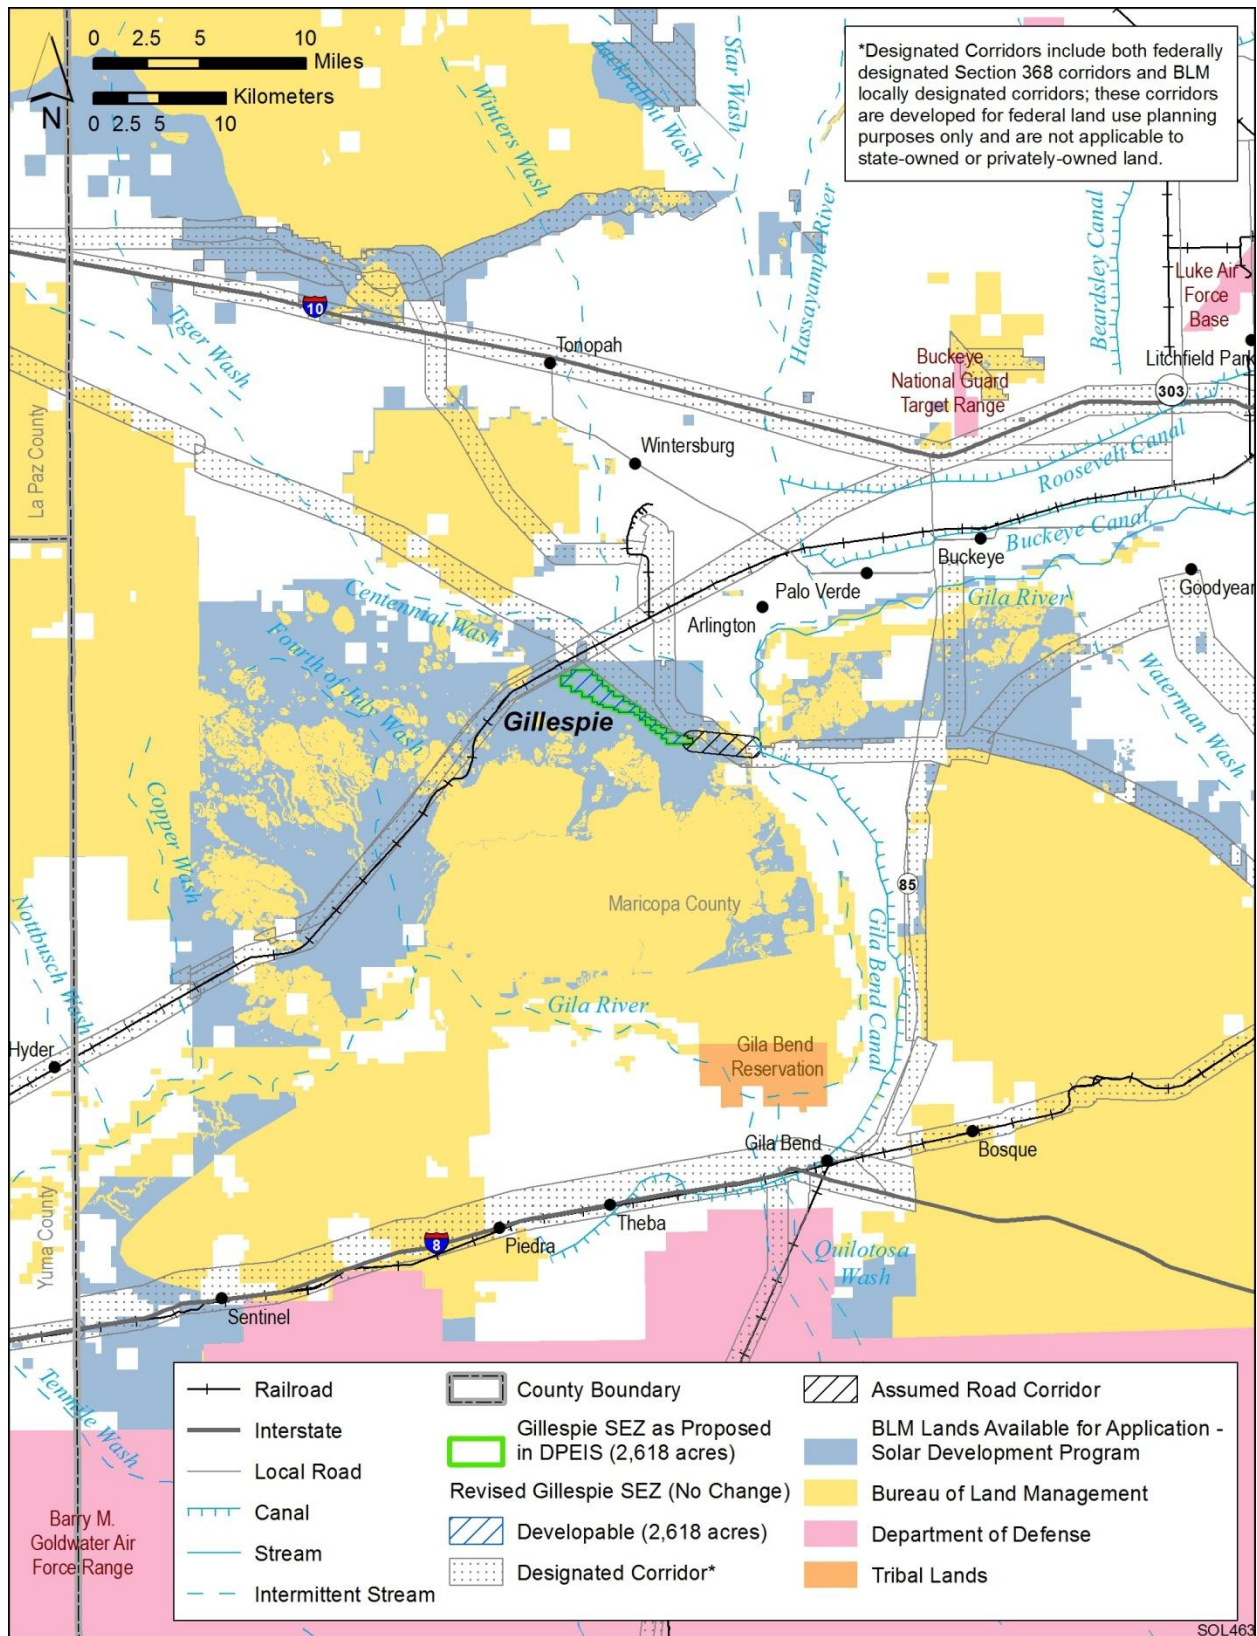 0 2.5 5 10
Miles
Kilometers
0 2.5 5 10
N
*Designated Corridors include both federally
designated Section 368 corridors and BLM
locally designated corridors; these corridors
are developed for federal land use planning
purposes only and are not applicable to
state-owned or privately-owned land.
Jackrabbit Wash
Star Wash
Winters Wash
Hassayampa River
Beardsley Canal
Luke Air
Force
Base
Tiger Wash
10
Tonopah
Buckeye
National Guard
Target Range
Litchfield Park
303
La Paz County
Wintersburg
Roosevelt Canal
Buckeye Canal
Buckeye
Palo Verde
Goodyear
Gila River
Arlington
Centennial Wash
Fourth of July Wash
Waterman Wash
Gillespie
Copper Wash
85
Maricopa County
Nottbusch Wash
Gila Bend Canal
Gila River
Hyder
Gila Bend
Reservation
Gila Bend
Bosque
Yuma County
Theba
Piedra
8
Quilotosa
Wash
Sentinel
Tenmile Wash
Barry M.
Goldwater Air
Force Range
Railroad
Interstate
Local Road
Canal
Stream
Intermittent Stream
County Boundary
Gillespie SEZ as Proposed
in DPEIS (2,618 acres)
Revised Gillespie SEZ (No Change)
Developable (2,618 acres)
Designated Corridor*
Assumed Road Corridor
BLM Lands Available for Application -
Solar Development Program
Bureau of Land Management
Department of Defense
Tribal Lands
SOL463